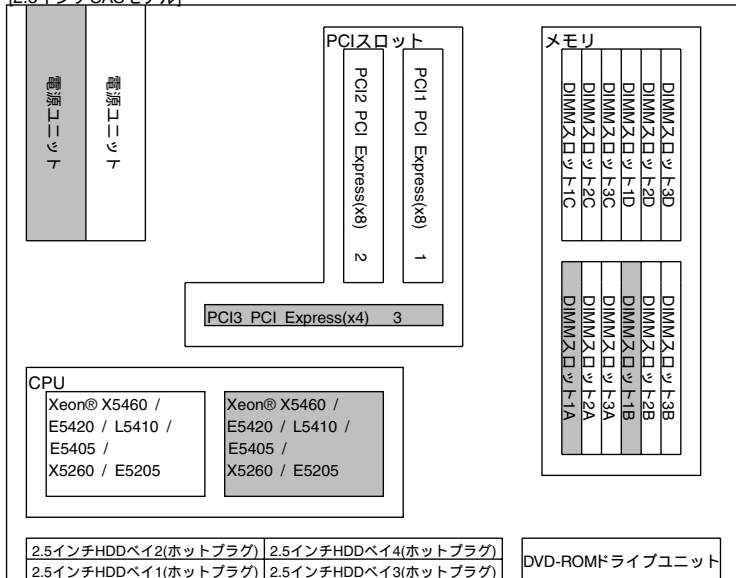 [2.5インチSASモデル]
電源ユニット
電源ユニット
PCIスロット
PCI2 PCI Express(x8) 2
PCI1 PCI Express(x8) 1
PCI3 PCI Express(x4) 3
メモリ
DIMMスロット1C
DIMMスロット2C
DIMMスロット3C
DIMMスロット1D
DIMMスロット2D
DIMMスロット3D
DIMMスロット1A
DIMMスロット2A
DIMMスロット3A
DIMMスロット1B
DIMMスロット2B
DIMMスロット3B
CPU
Xeon® X5460 /
E5420 / L5410 /
E5405 /
X5260 / E5205
Xeon® X5460 /
E5420 / L5410 /
E5405 /
X5260 / E5205
2.5インチHDDベイ2(ホットプラグ) 2.5インチHDDベイ4(ホットプラグ)
2.5インチHDDベイ1(ホットプラグ) 2.5インチHDDベイ3(ホットプラグ)
DVD-ROMドライブユニット